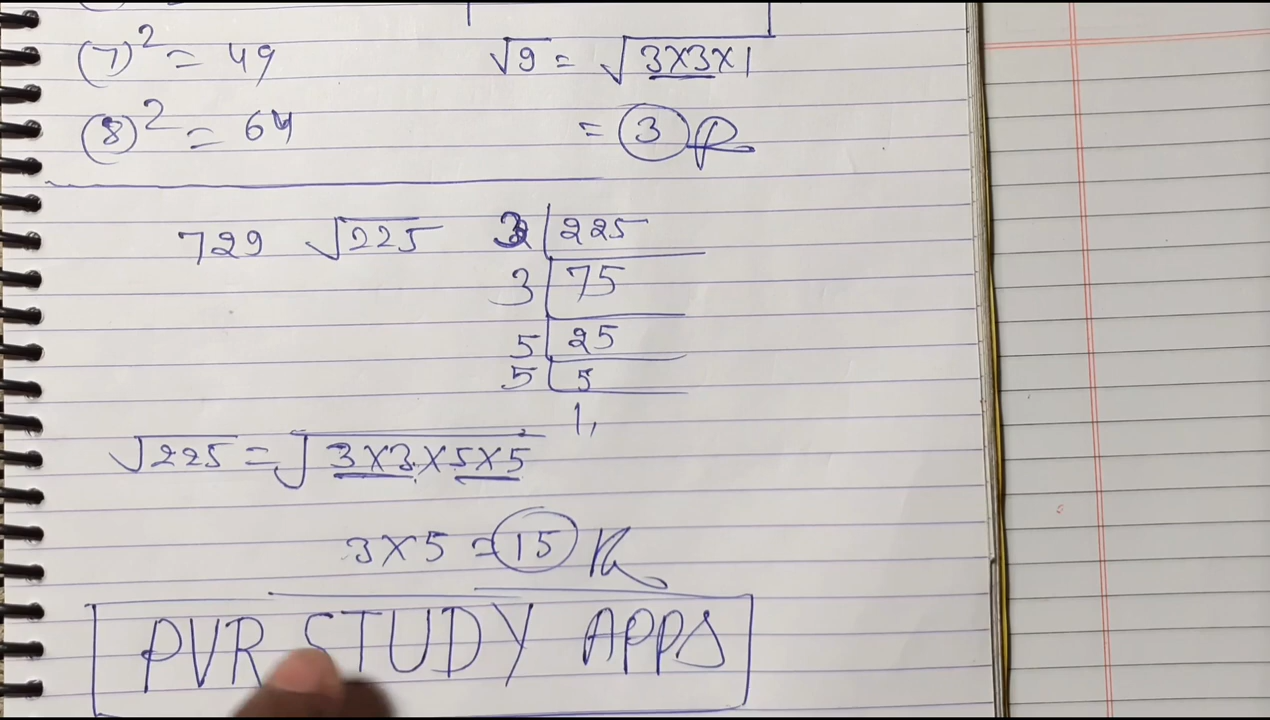 (7)² = 49
√9 = √3×3×1
(8)² = 64
= 3
729 √225
3 | 225
3 | 75
5 | 25
5 | 5
1,
√225 = √3×3×5×5
3×5 = 15
PVR STUDY APPS